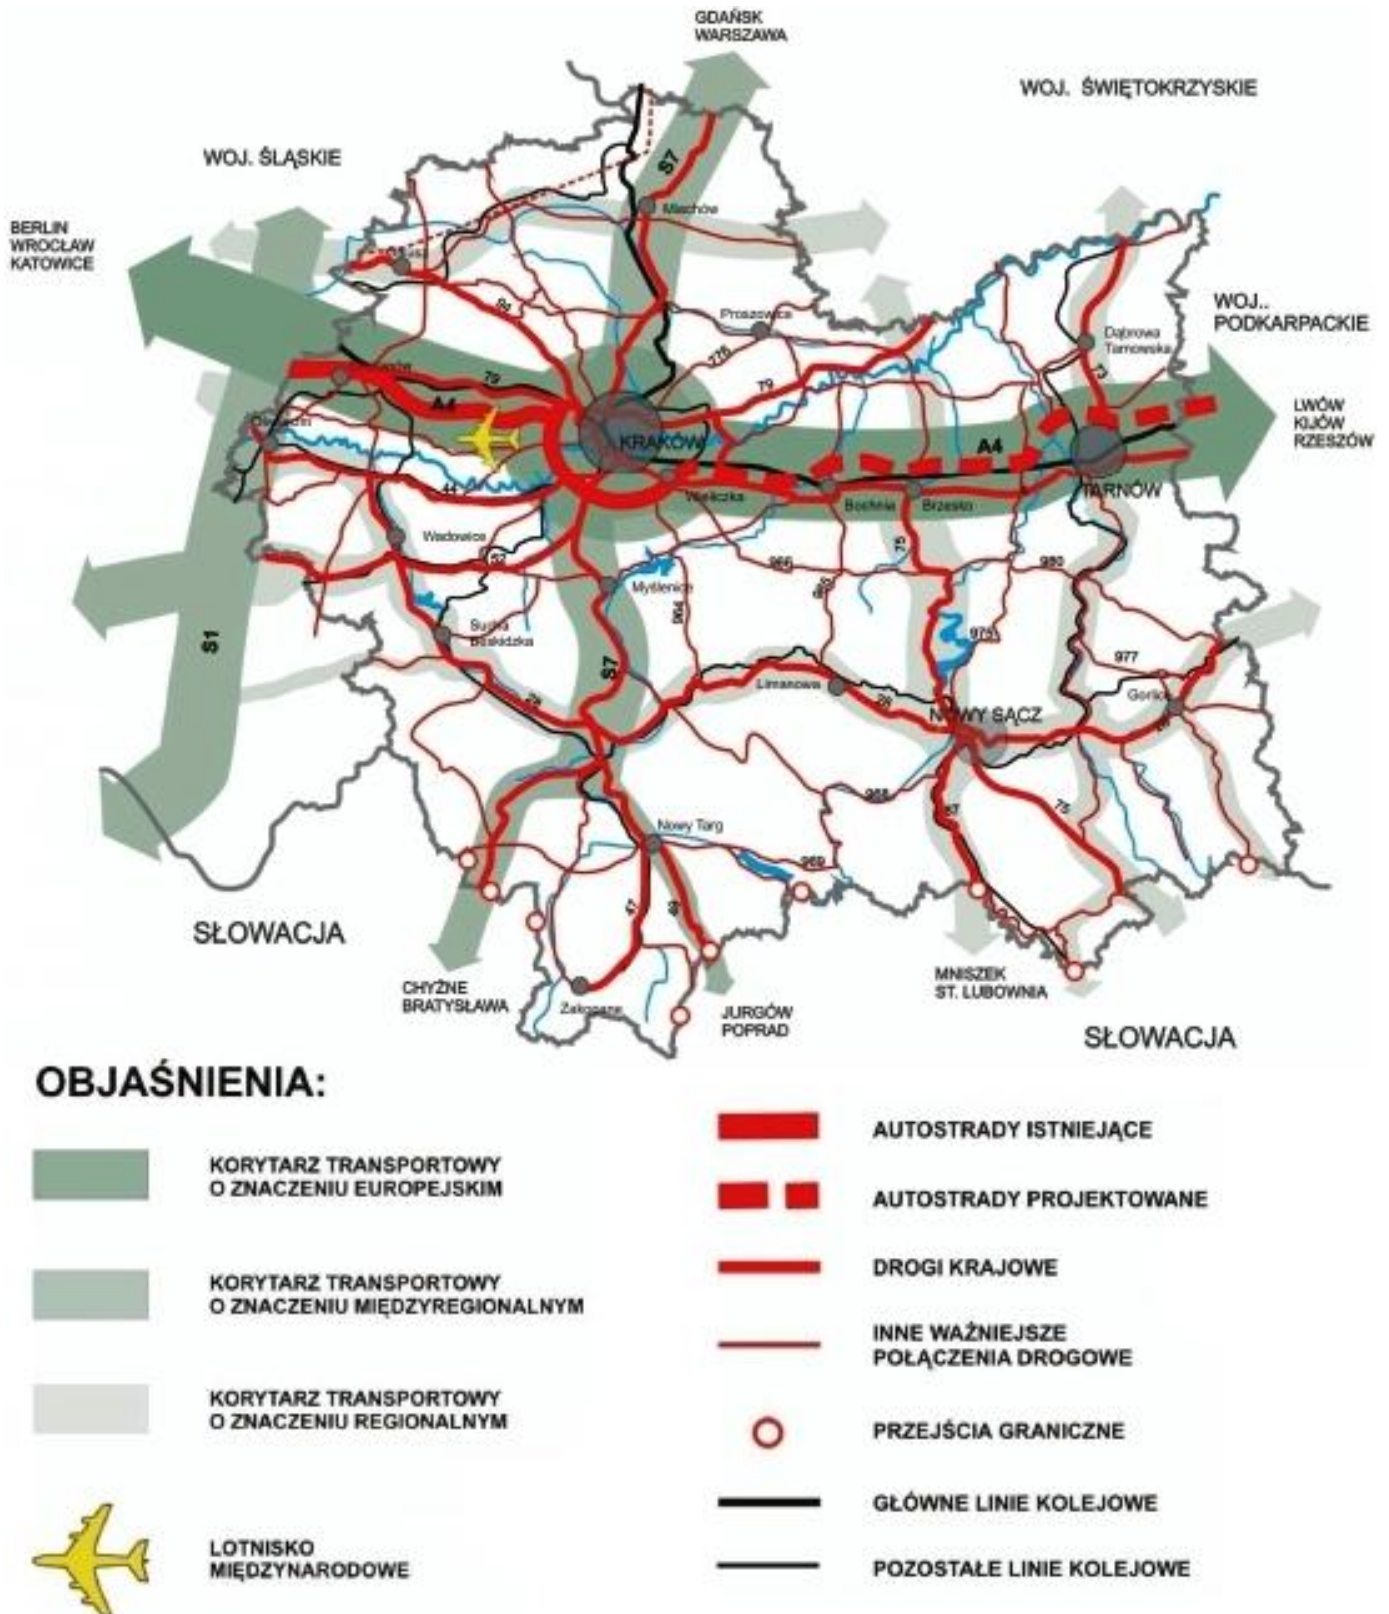 GDAŃSK
WARSZAWA
WOJ. ŚWIĘTOKRZYSKIE
WOJ. ŚLĄSKIE
BERLIN
WROCŁAW
KATOWICE
S7
Miechów
WOJ..
PODKARPACKIE
94
Proszowice
Dąbrowa
Tarnowska
776
79
79
73
A4
LWÓW
KIJÓW
RZESZÓW
KRAKÓW
A4
44
Wieliczka
Bochnia
Brzesko
TARNÓW
Wadowice
52
75
966
980
Myślenice
965
964
Sucha
Beskidzka
975
S1
S7
977
Limanowa
Gorlice
28
28
NOWY SĄCZ
968
87
75
Nowy Targ
969
47
49
SŁOWACJA
CHYŻNE
BRATYSŁAWA
Zakopane
JURGÓW
POPRAD
MNISZEK
ST. LUBOWNIA
SŁOWACJA
OBJAŚNIENIA:
KORYTARZ TRANSPORTOWY
O ZNACZENIU EUROPEJSKIM
KORYTARZ TRANSPORTOWY
O ZNACZENIU MIĘDZYREGIONALNYM
KORYTARZ TRANSPORTOWY
O ZNACZENIU REGIONALNYM
LOTNISKO
MIĘDZYNARODOWE
AUTOSTRADY ISTNIEJĄCE
AUTOSTRADY PROJEKTOWANE
DROGI KRAJOWE
INNE WAŻNIEJSZE
POŁĄCZENIA DROGOWE
PRZEJŚCIA GRANICZNE
GŁÓWNE LINIE KOLEJOWE
POZOSTAŁE LINIE KOLEJOWE